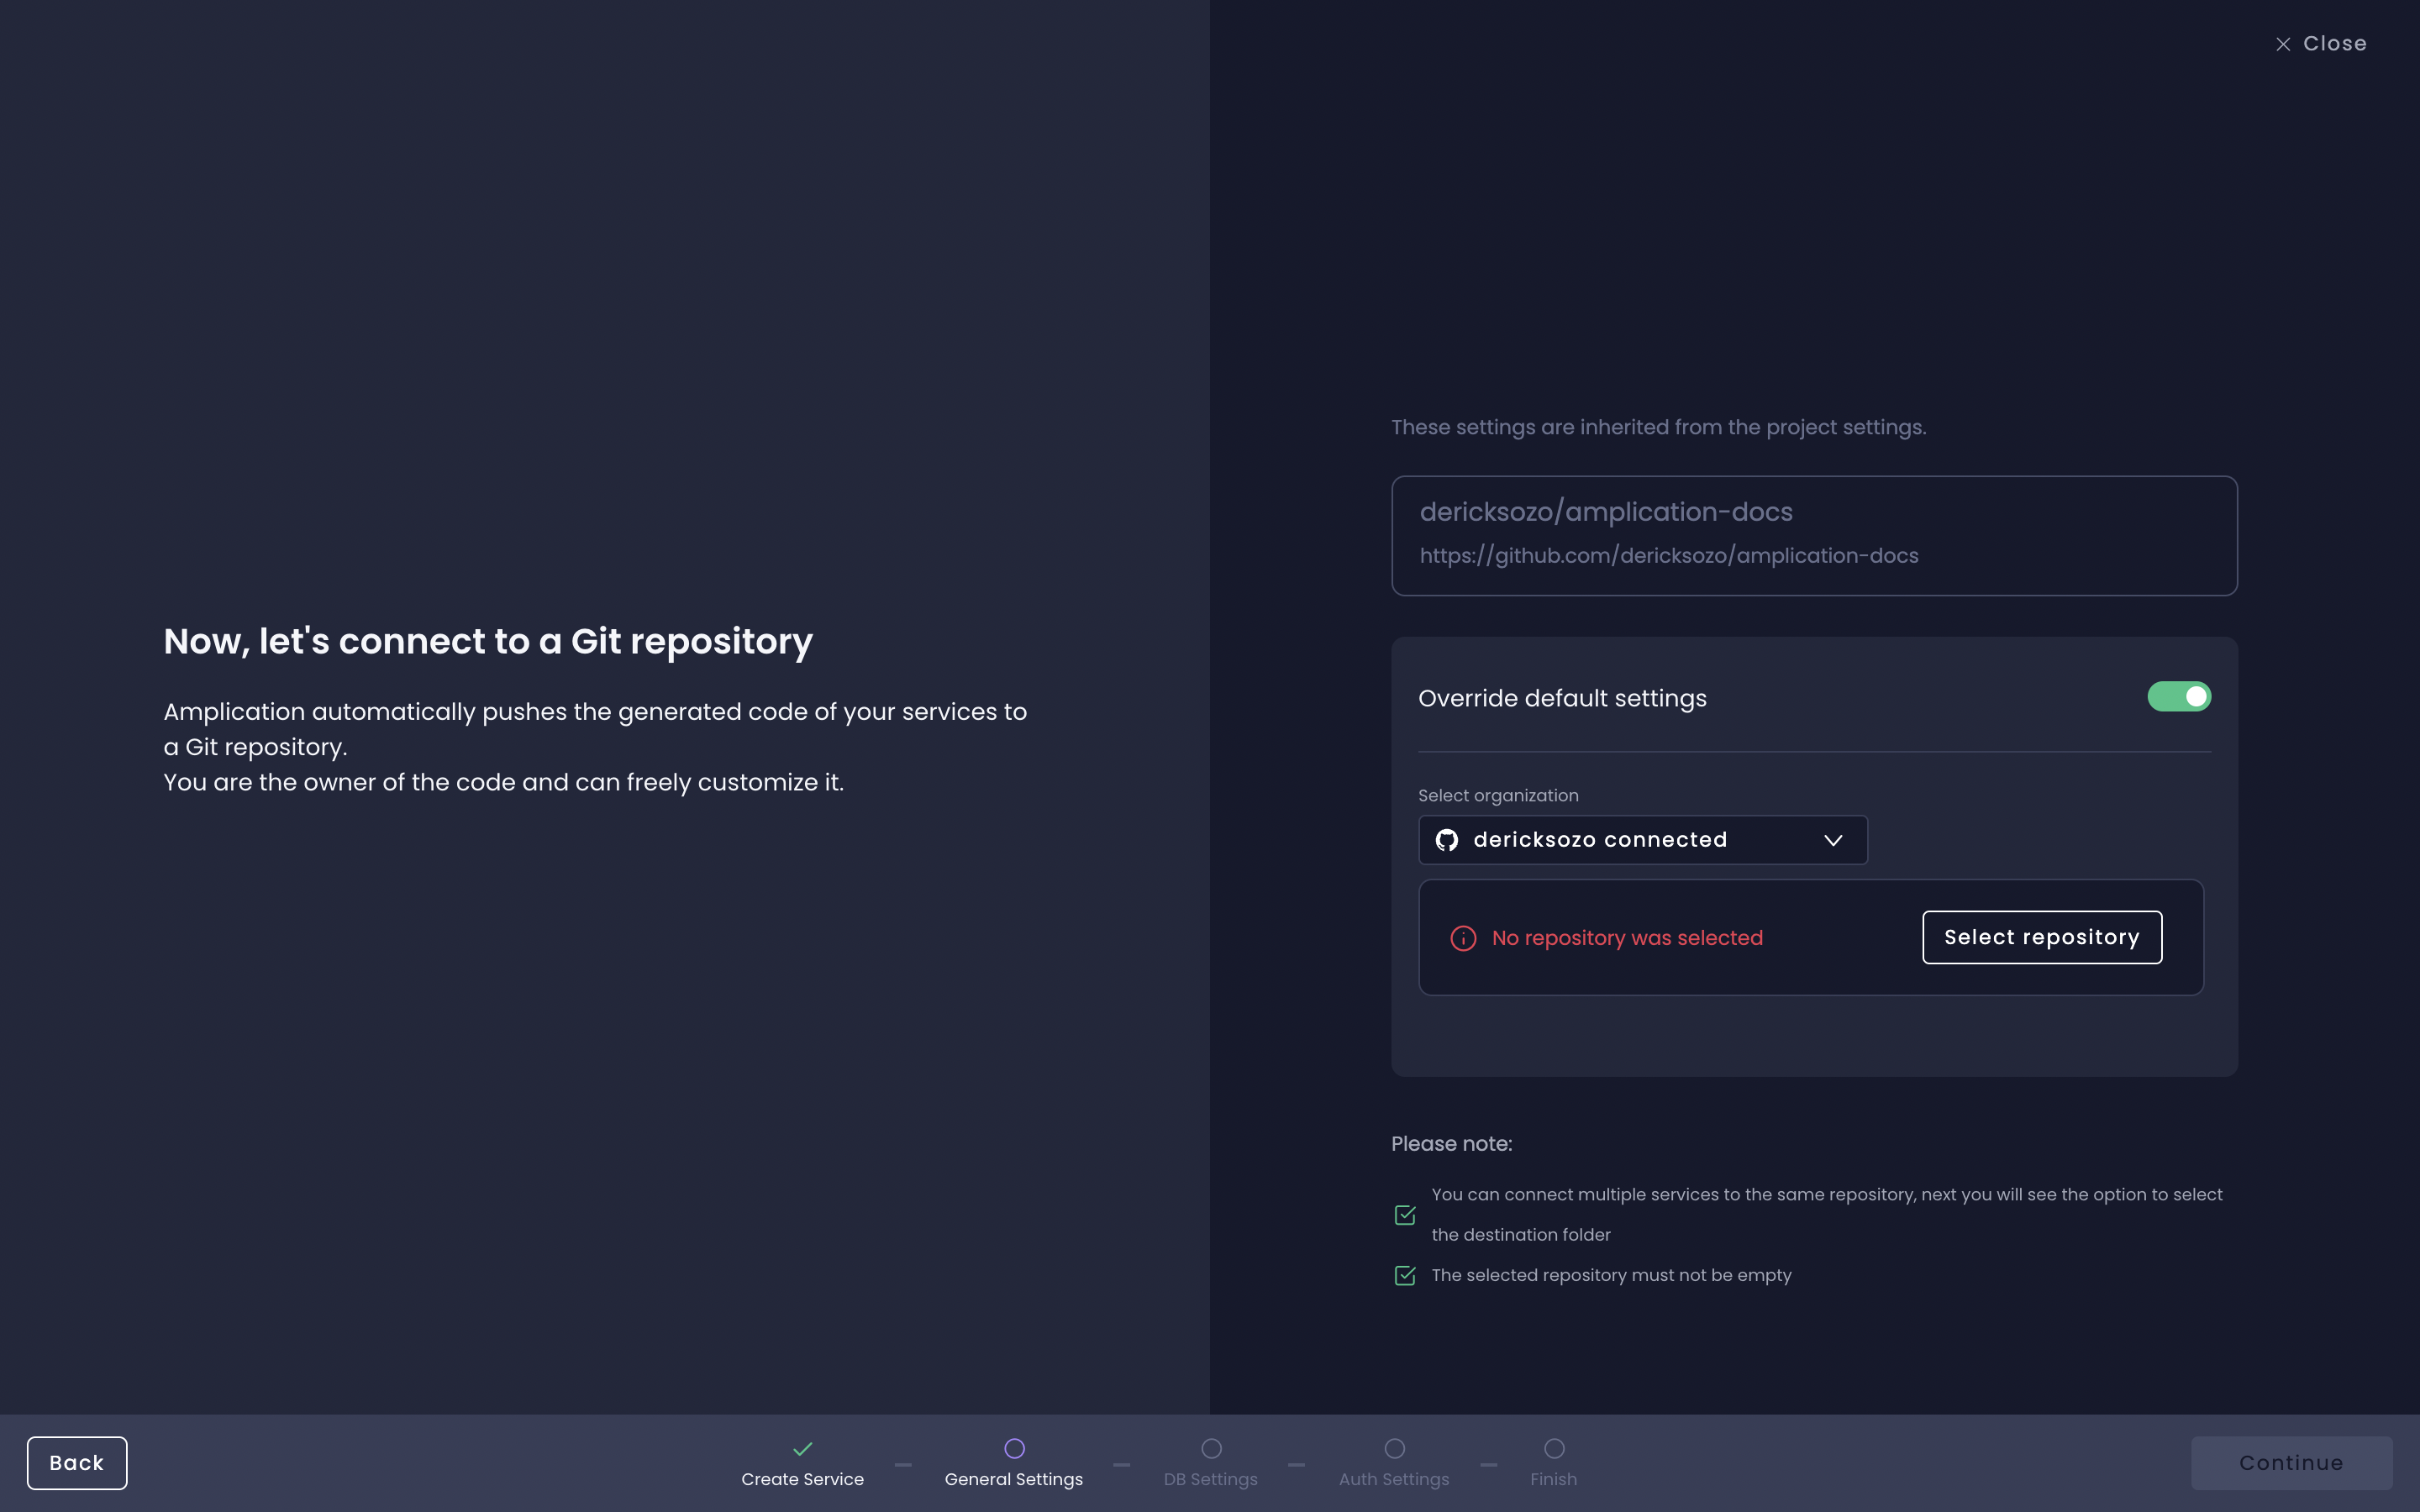 Close
Now, let's connect to a Git repository
Amplication automatically pushes the generated code of your services to
a Git repository.
You are the owner of the code and can freely customize it.
These settings are inherited from the project settings.
dericksozo/amplication-docs
https://github.com/dericksozo/amplication-docs
Override default settings
Select organization
dericksozo connected
No repository was selected
Select repository
Please note:
You can connect multiple services to the same repository, next you will see the option to select
the destination folder
The selected repository must not be empty
Back
Create Service
General Settings
DB Settings
Auth Settings
Finish
Continue